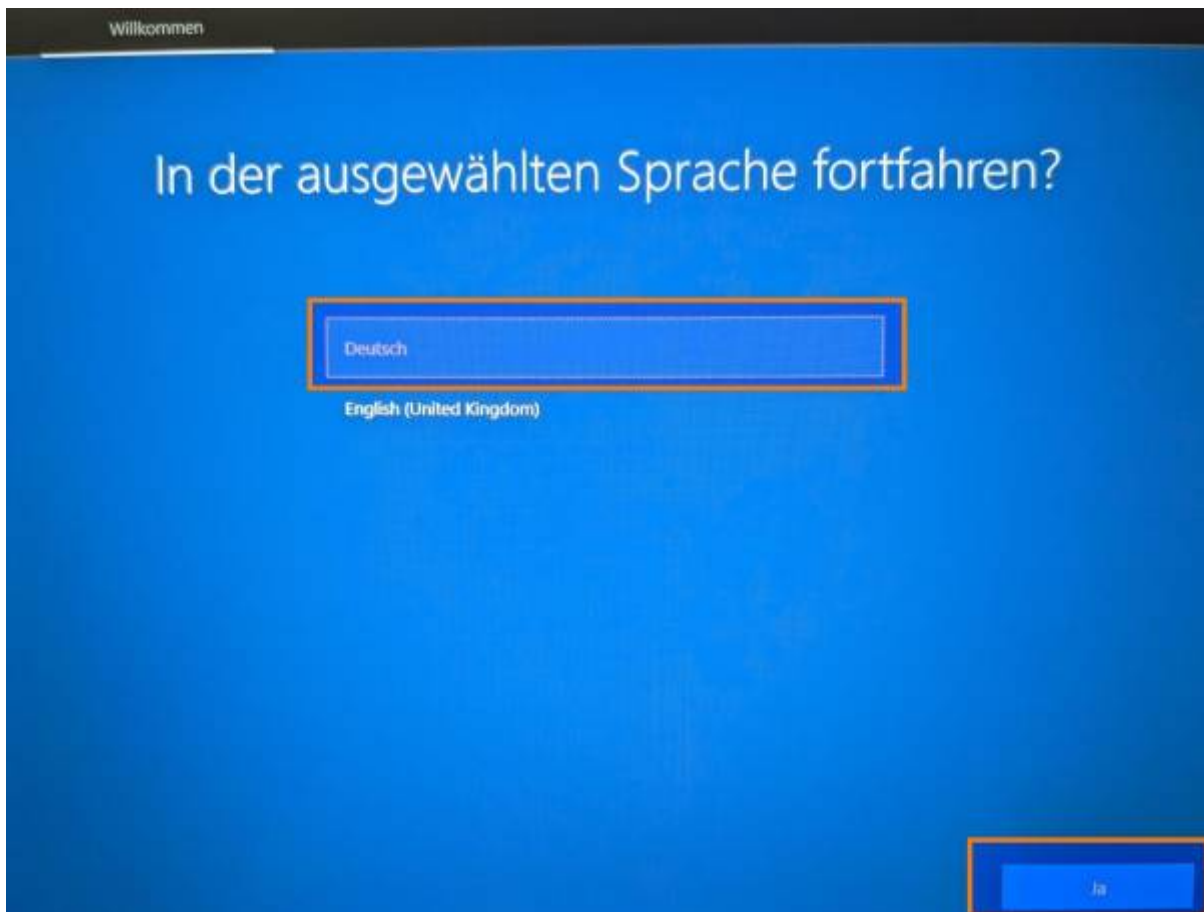 Willkommen
In der ausgewählten Sprache fortfahren?
Deutsch
English (United Kingdom)
Ja